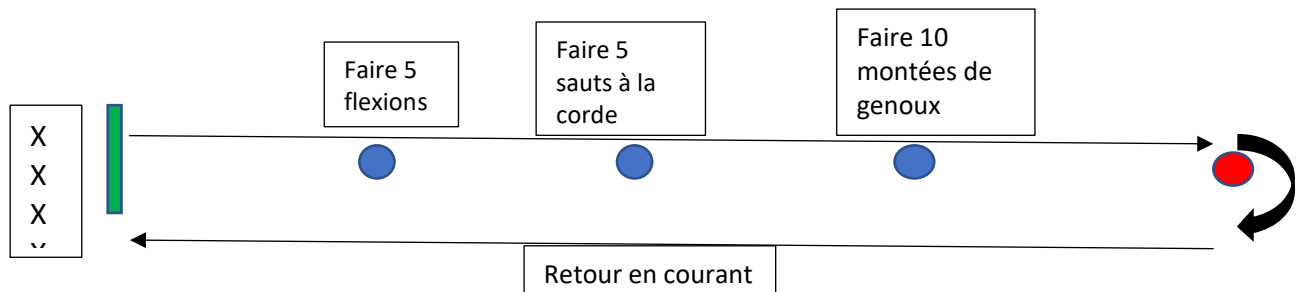 Faire 5
flexions
Faire 5
sauts à la
corde
Faire 10
montées de
genoux
X
X
X
Retour en courant